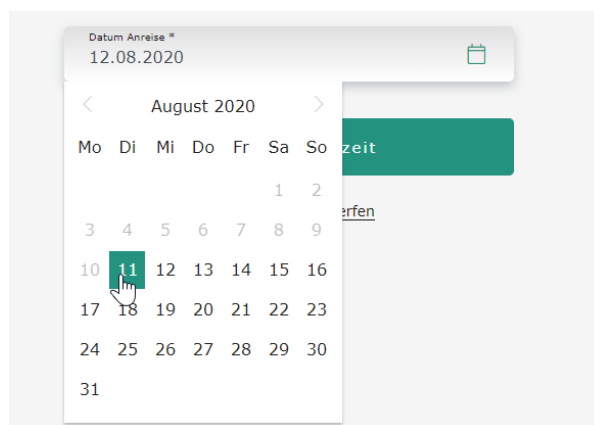 Datum Anreise *
12.08.2020
August 2020
Mo Di Mi Do Fr Sa So
zeit
1 2
erfen
3 4 5 6 7 8 9
10 11 12 13 14 15 16
17 18 19 20 21 22 23
24 25 26 27 28 29 30
31